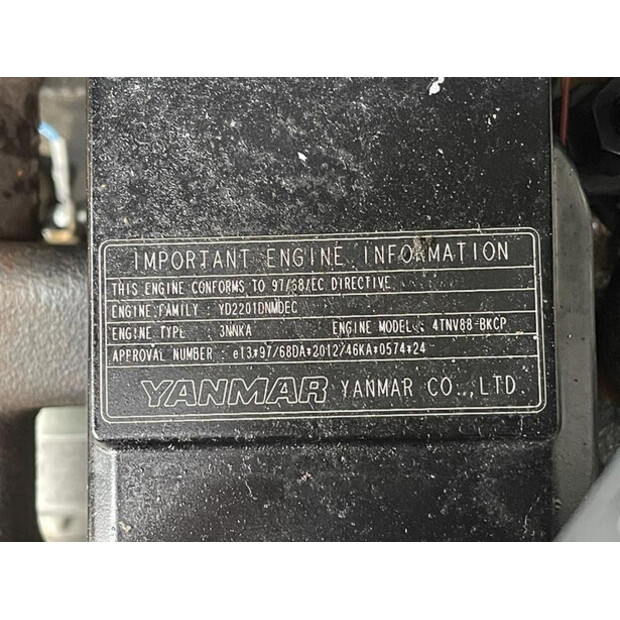 IMPORTANT ENGINE INFORMATION
THIS ENGINE CONFORMS TO 97/68/EC DIRECTIVE
ENGINE FAMILY : YD2201DNMDEC
ENGINE TYPE : 3NNKA ENGINE MODEL : 4TNV88-BKCP
APPROVAL NUMBER : e13*97/68DA*2012/46KA*0574*24
YANMAR YANMAR CO.,LTD.